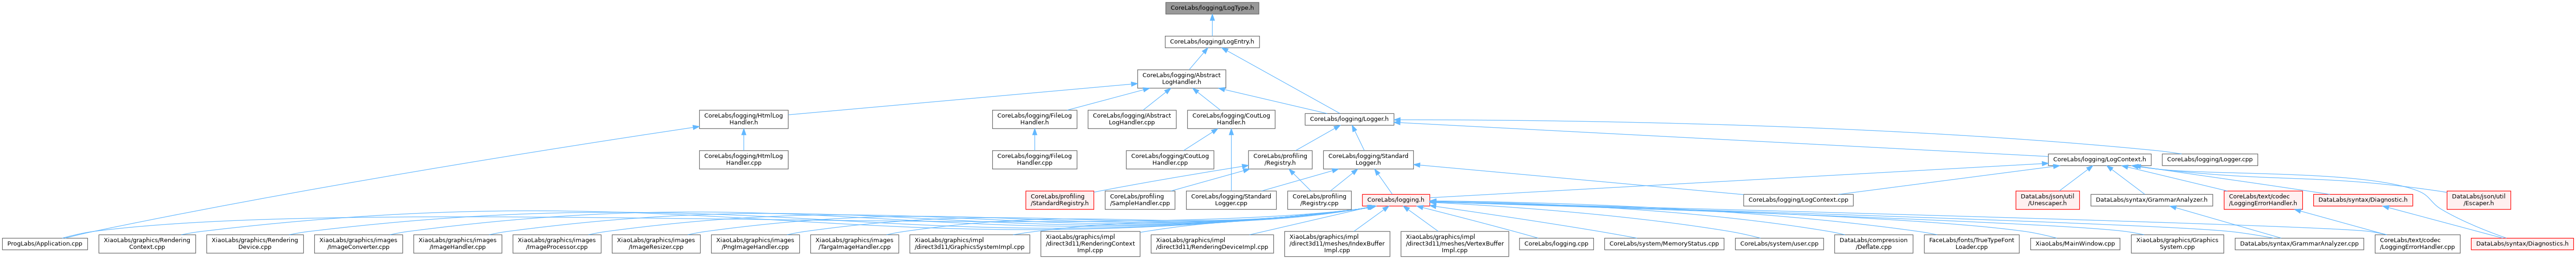 CoreLabs/logging/LogType.h
CoreLabs/logging/LogEntry.h
CoreLabs/logging/Abstract
LogHandler.h
CoreLabs/logging/HtmlLog
Handler.h
CoreLabs/logging/FileLog
Handler.h
CoreLabs/logging/Abstract
LogHandler.cpp
CoreLabs/logging/CoutLog
Handler.h
CoreLabs/logging/Logger.h
CoreLabs/logging/HtmlLog
Handler.cpp
CoreLabs/logging/FileLog
Handler.cpp
CoreLabs/logging/CoutLog
Handler.cpp
CoreLabs/profiling
/Registry.h
CoreLabs/logging/Standard
Logger.h
CoreLabs/logging/LogContext.h
CoreLabs/logging/Logger.cpp
CoreLabs/profiling
/StandardRegistry.h
CoreLabs/profiling
/SampleHandler.cpp
CoreLabs/logging/Standard
Logger.cpp
CoreLabs/profiling
/Registry.cpp
CoreLabs/logging.h
CoreLabs/logging/LogContext.cpp
DataLabs/json/util
/Unescaper.h
DataLabs/syntax/GrammarAnalyzer.h
CoreLabs/text/codec
/LoggingErrorHandler.h
DataLabs/syntax/Diagnostic.h
DataLabs/json/util
/Escaper.h
ProgLabs/Application.cpp
XiaoLabs/graphics/Rendering
Context.cpp
XiaoLabs/graphics/Rendering
Device.cpp
XiaoLabs/graphics/images
/ImageConverter.cpp
XiaoLabs/graphics/images
/ImageHandler.cpp
XiaoLabs/graphics/images
/ImageProcessor.cpp
XiaoLabs/graphics/images
/ImageResizer.cpp
XiaoLabs/graphics/images
/PngImageHandler.cpp
XiaoLabs/graphics/images
/TargaImageHandler.cpp
XiaoLabs/graphics/impl
/direct3d11/GraphicsSystemImpl.cpp
XiaoLabs/graphics/impl
/direct3d11/RenderingContext
Impl.cpp
XiaoLabs/graphics/impl
/direct3d11/RenderingDeviceImpl.cpp
XiaoLabs/graphics/impl
/direct3d11/meshes/IndexBuffer
Impl.cpp
XiaoLabs/graphics/impl
/direct3d11/meshes/VertexBuffer
Impl.cpp
CoreLabs/logging.cpp
CoreLabs/system/MemoryStatus.cpp
CoreLabs/system/user.cpp
DataLabs/compression
/Deflate.cpp
FaceLabs/fonts/TrueTypeFont
Loader.cpp
XiaoLabs/MainWindow.cpp
XiaoLabs/graphics/Graphics
System.cpp
DataLabs/syntax/GrammarAnalyzer.cpp
CoreLabs/text/codec
/LoggingErrorHandler.cpp
DataLabs/syntax/Diagnostics.h